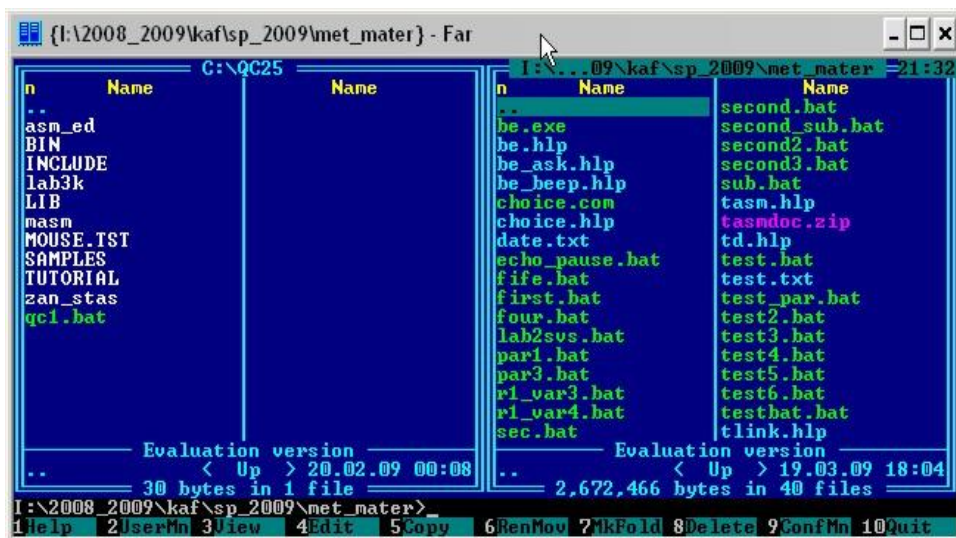 {I:\2008_2009\kaf\sp_2009\met_mater} - Far
C:\QC25
n Name Name
..
asm_ed
BIN
INCLUDE
lab3k
LIB
masm
MOUSE.TST
SAMPLES
TUTORIAL
zan_stas
qc1.bat
Evaluation version
.. < Up > 20.02.09 00:08
30 bytes in 1 file
I:\...09\kaf\sp_2009\met_mater 21:32
n Name Name
..
be.exe
be.hlp
be_ask.hlp
be_beep.hlp
choice.com
choice.hlp
date.txt
echo_pause.bat
fife.bat
first.bat
four.bat
lab2svs.bat
par1.bat
par3.bat
r1_var3.bat
r1_var4.bat
sec.bat
second.bat
second_sub.bat
second2.bat
second3.bat
sub.bat
tasm.hlp
tasmdoc.zip
td.hlp
test.bat
test.txt
test_par.bat
test2.bat
test3.bat
test4.bat
test5.bat
test6.bat
testbat.bat
tlink.hlp
Evaluation version
.. < Up > 19.03.09 18:04
2,672,466 bytes in 40 files
I:\2008_2009\kaf\sp_2009\met_mater>_
1Help 2UserMn 3View 4Edit 5Copy 6RenMov 7MkFold 8Delete 9ConfMn 10Quit